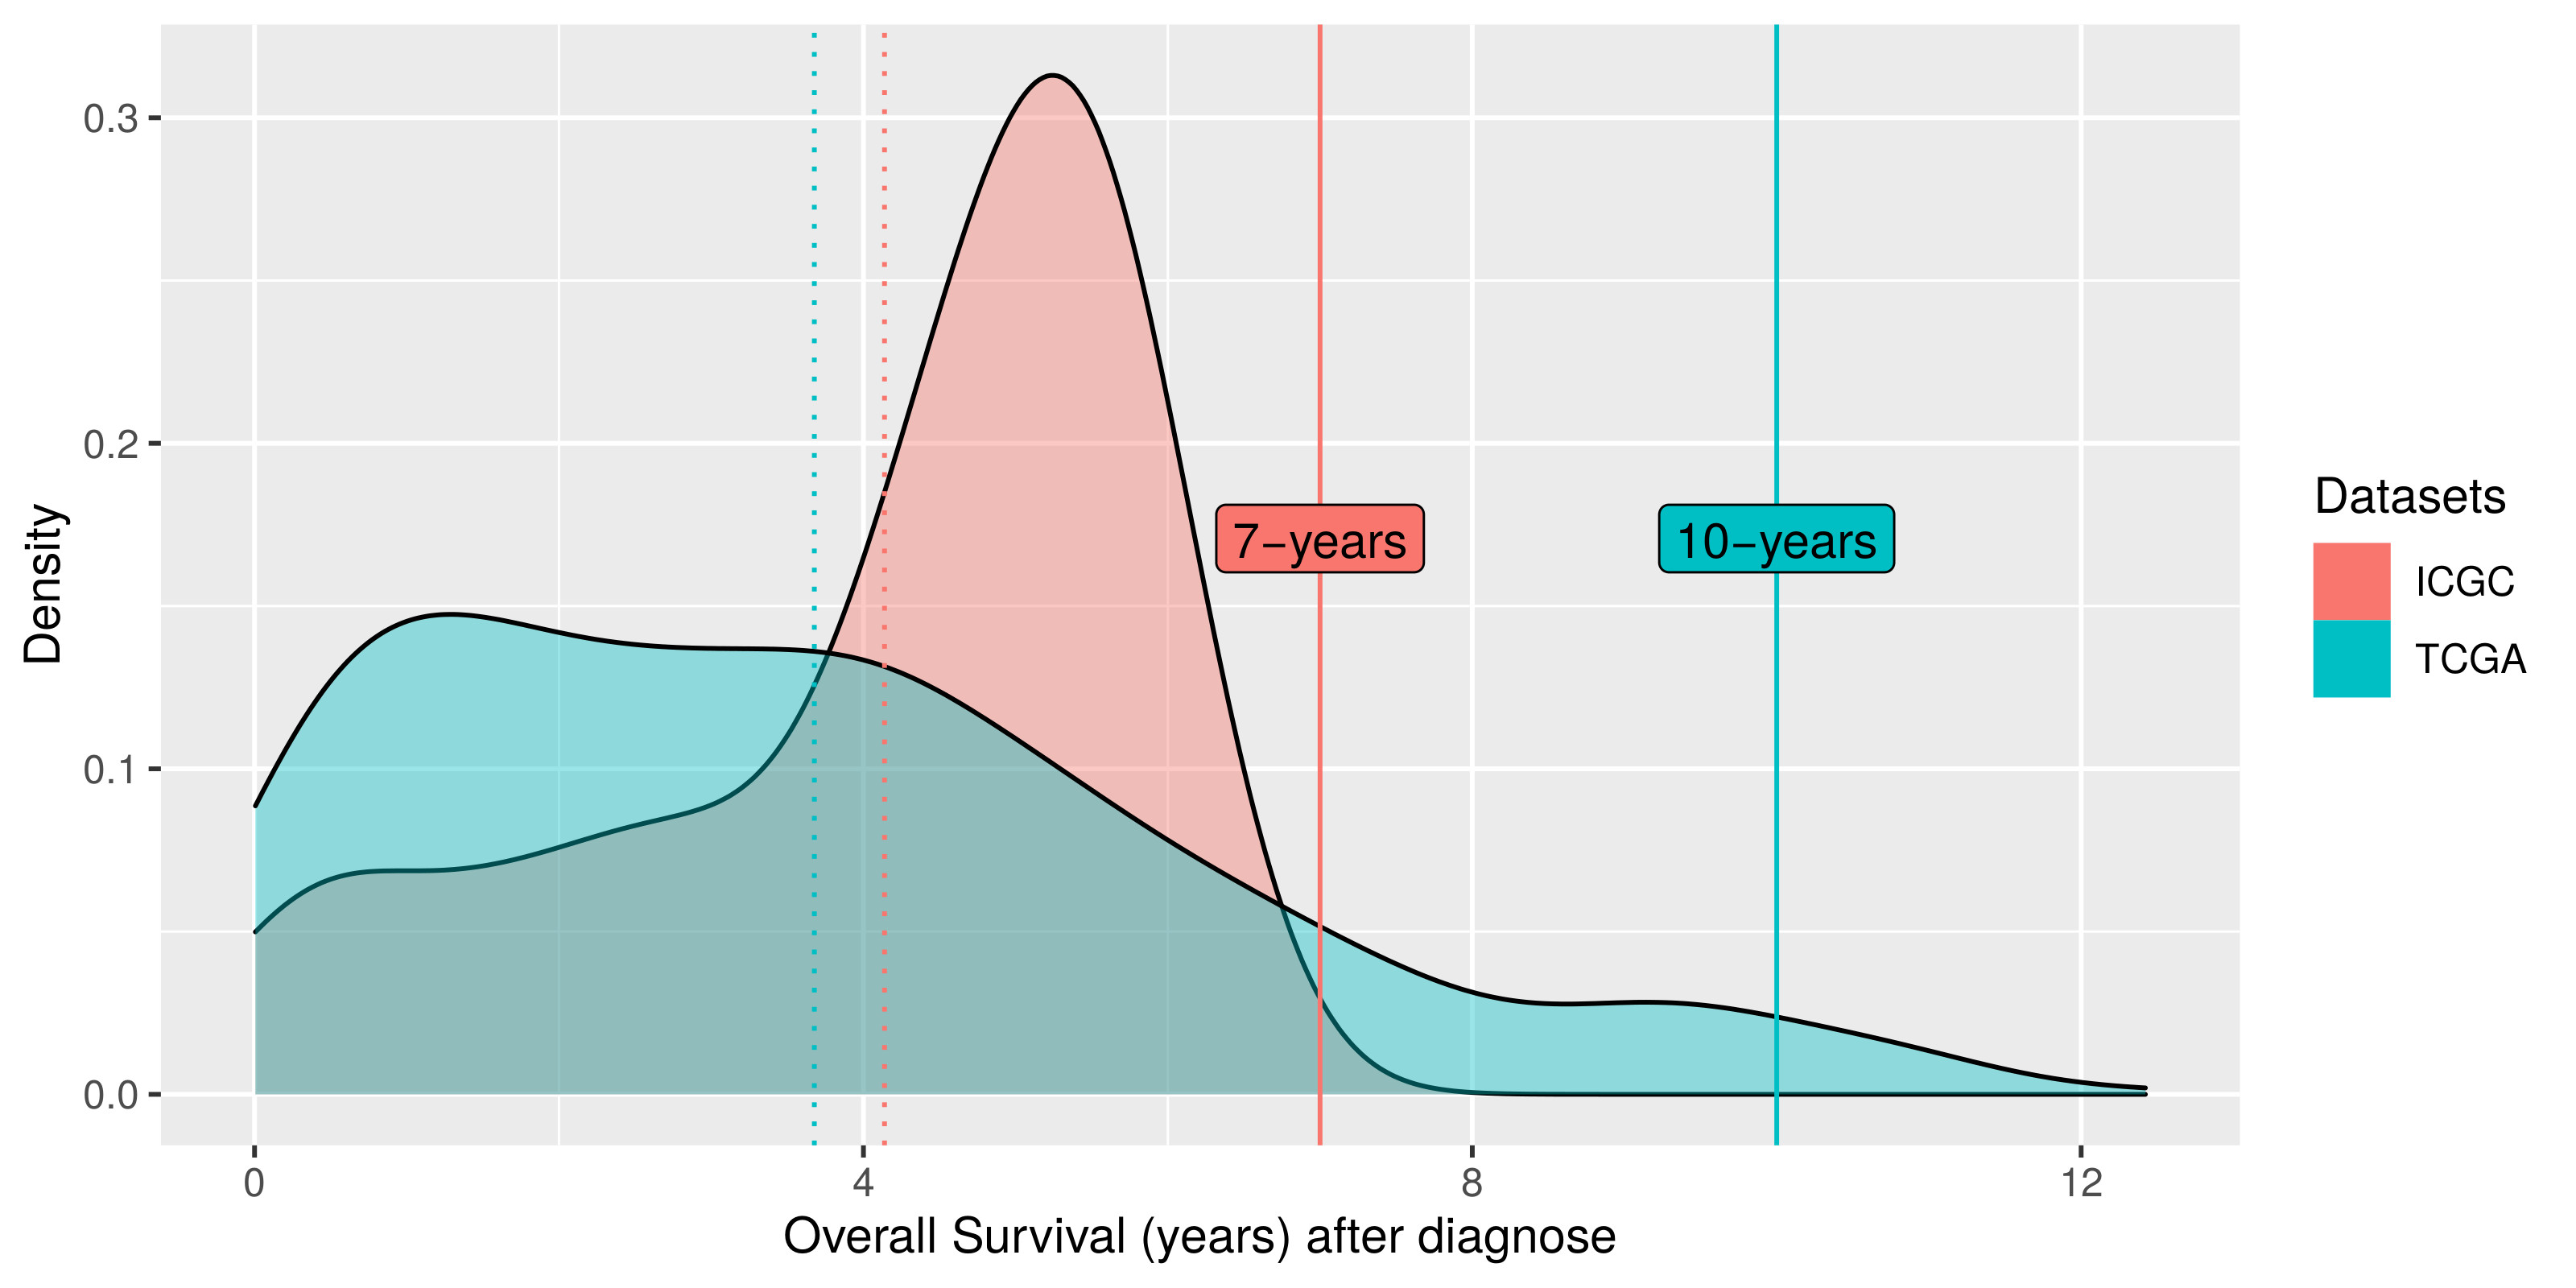 0.3
0.2
0.1
0.0
Density
7−years
10−years
Datasets
ICGC
TCGA
0 4 8 12
Overall Survival (years) after diagnose